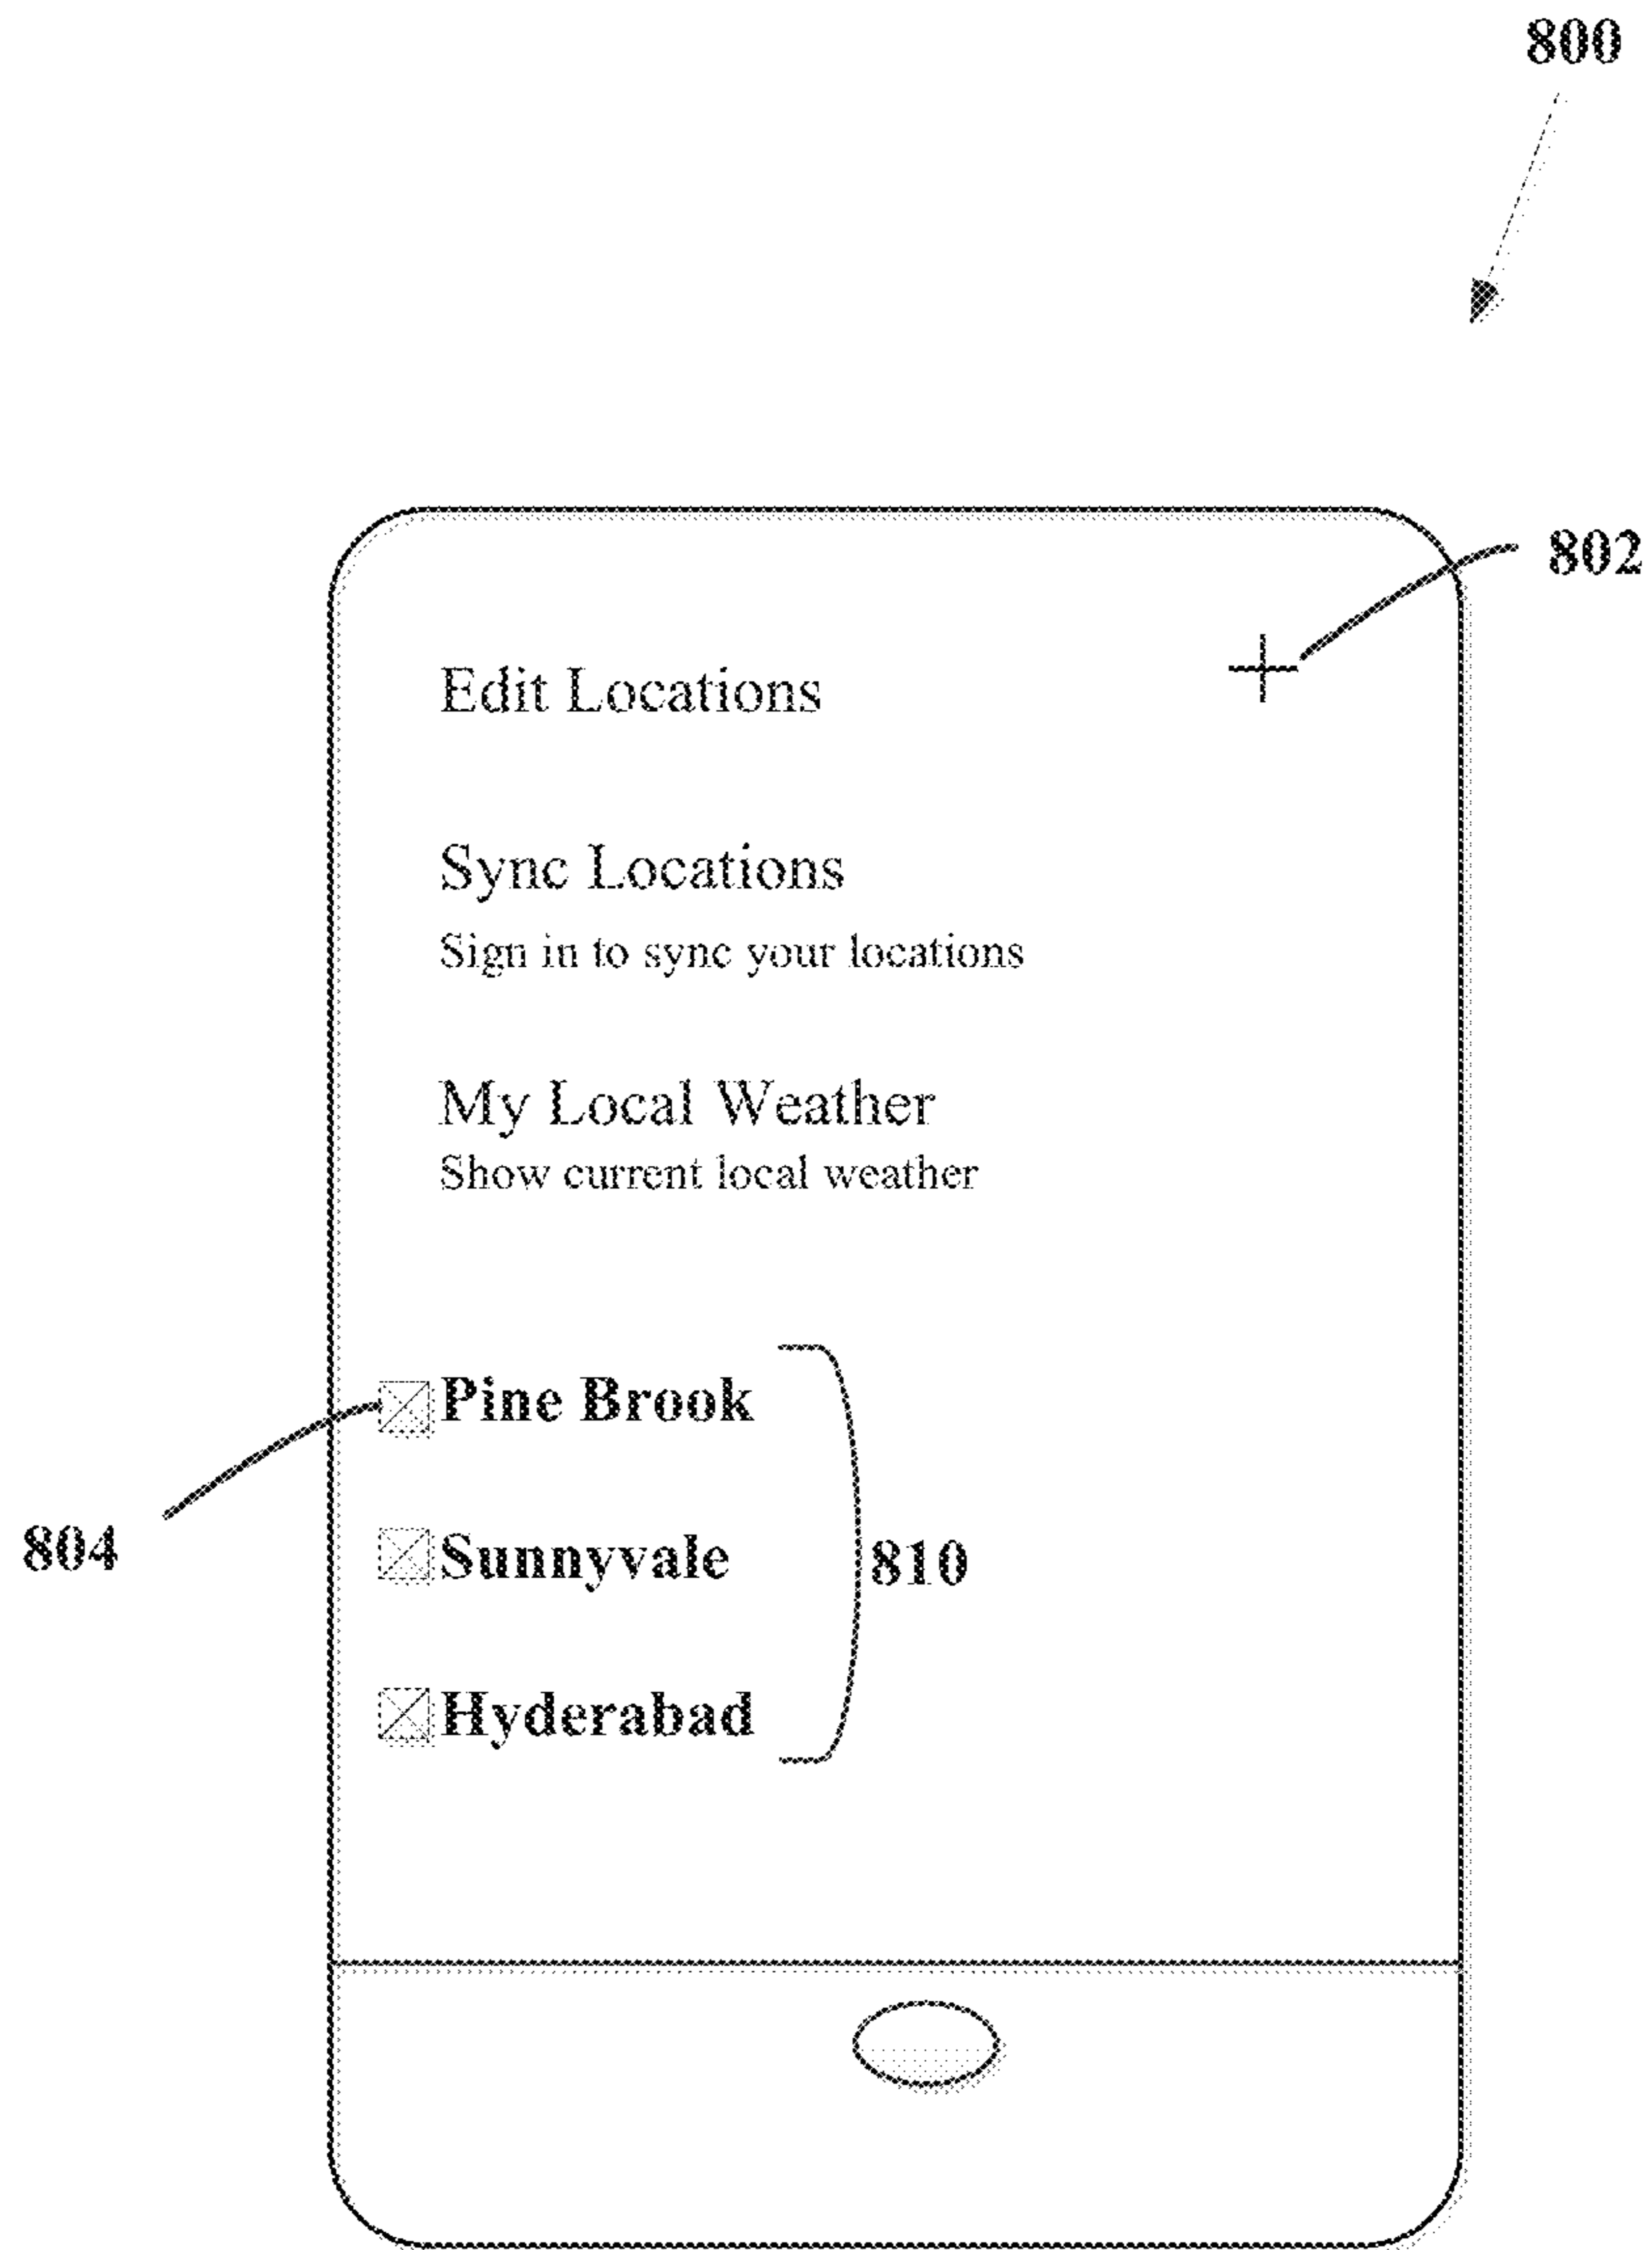 800
802
Edit Locations
Sync Locations
Sign in to sync your locations
My Local Weather
Show current local weather
Pine Brook
804
Sunnyvale
810
Hyderabad